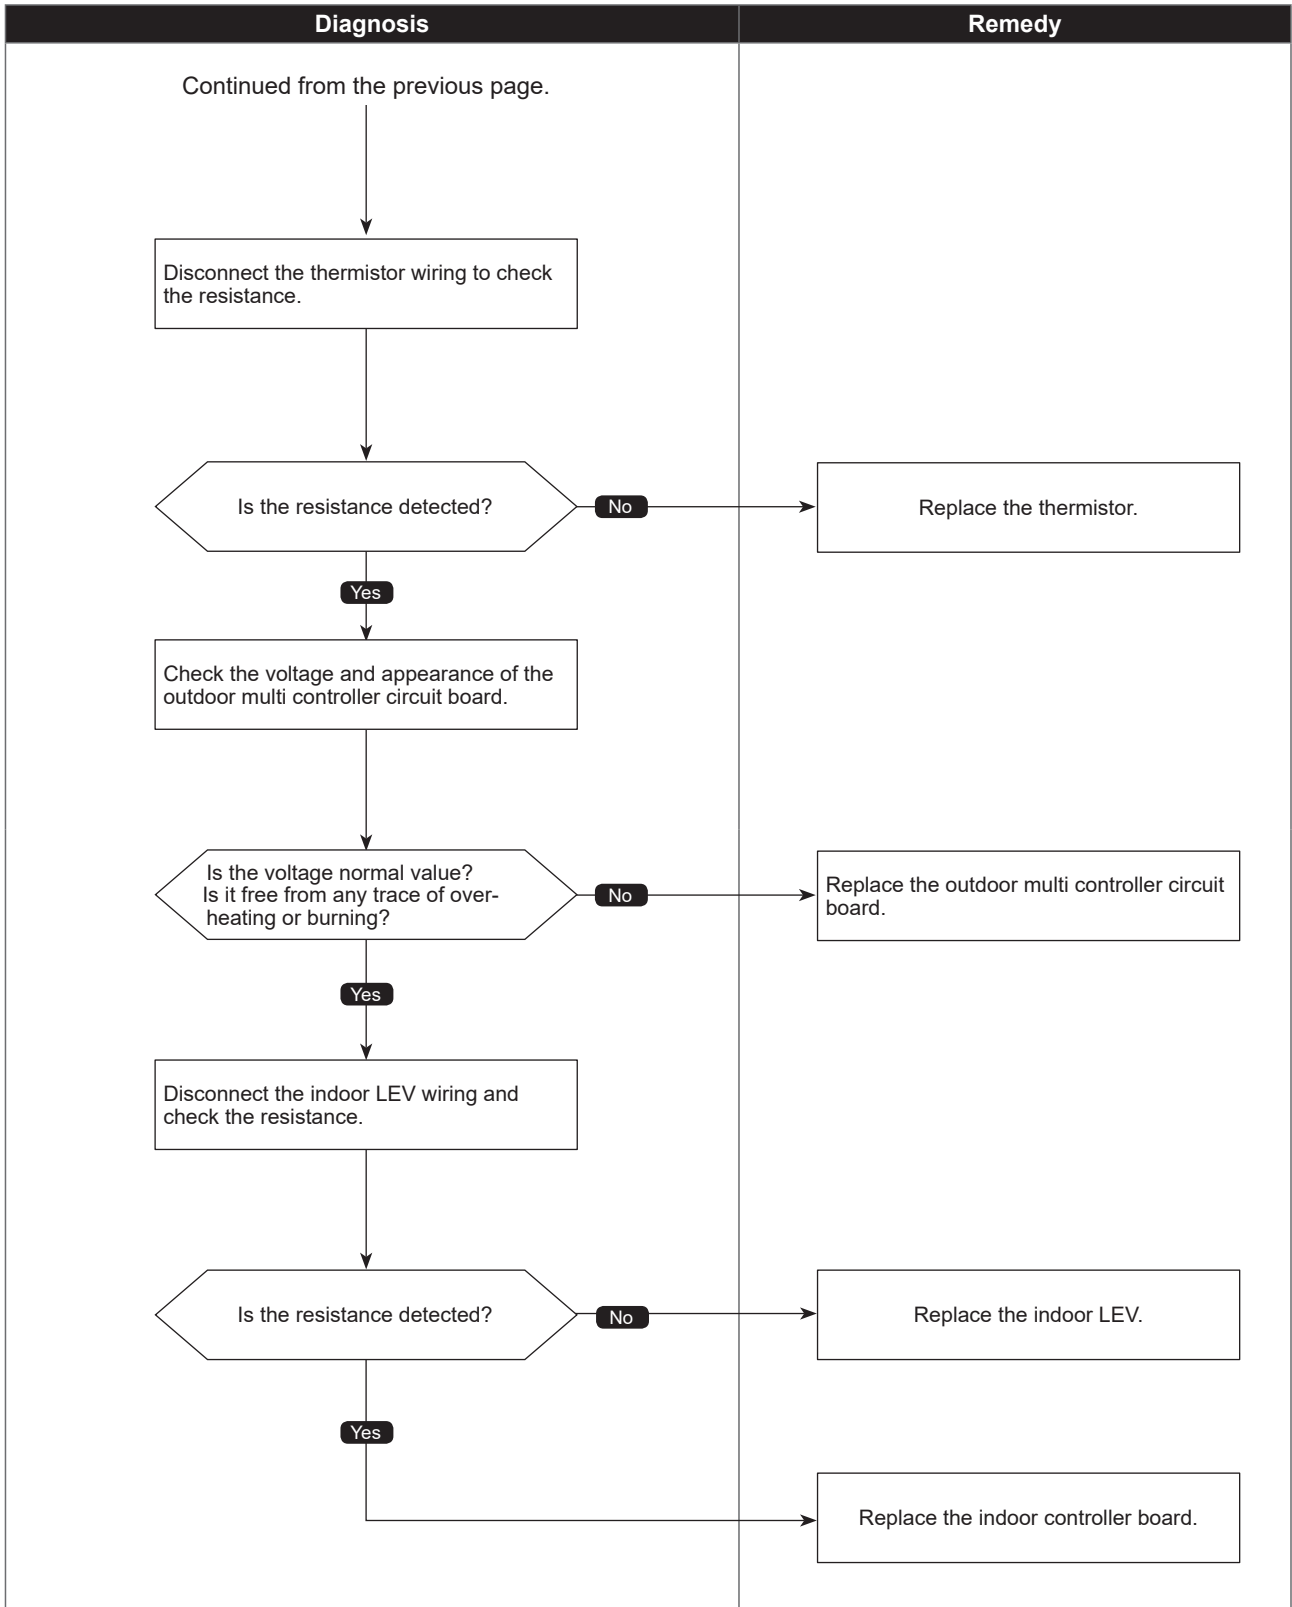 Diagnosis
Remedy
Continued from the previous page.
Disconnect the thermistor wiring to check
the resistance.
Is the resistance detected?
No
Replace the thermistor.
Yes
Check the voltage and appearance of the
outdoor multi controller circuit board.
Is the voltage normal value?
Is it free from any trace of over-
heating or burning?
No
Replace the outdoor multi controller circuit
board.
Yes
Disconnect the indoor LEV wiring and
check the resistance.
Is the resistance detected?
No
Replace the indoor LEV.
Yes
Replace the indoor controller board.